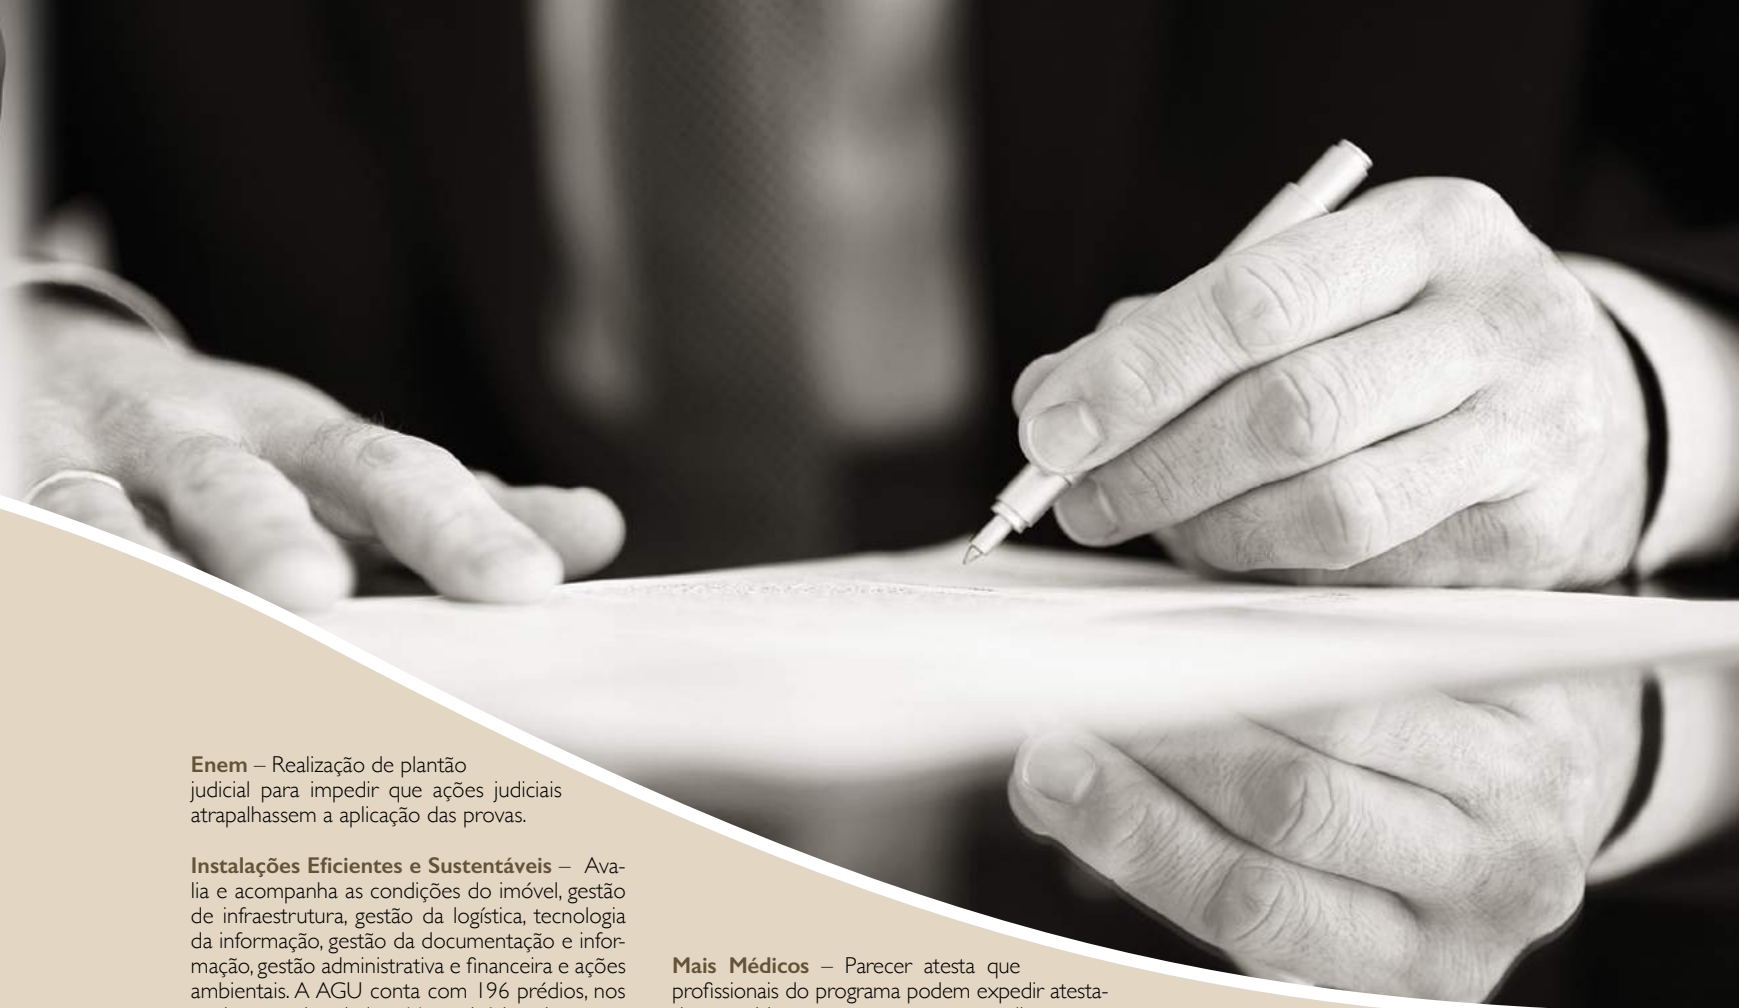 Enem – Realização de plantão
judicial para impedir que ações judiciais
atrapalhassem a aplicação das provas.
Instalações Eficientes e Sustentáveis – Ava-
lia e acompanha as condições do imóvel, gestão
de infraestrutura, gestão da logística, tecnologia
da informação, gestão da documentação e infor-
mação, gestão administrativa e financeira e ações
ambientais. A AGU conta com 196 prédios, nos
Mais Médicos – Parecer atesta que
profissionais do programa podem expedir atesta-